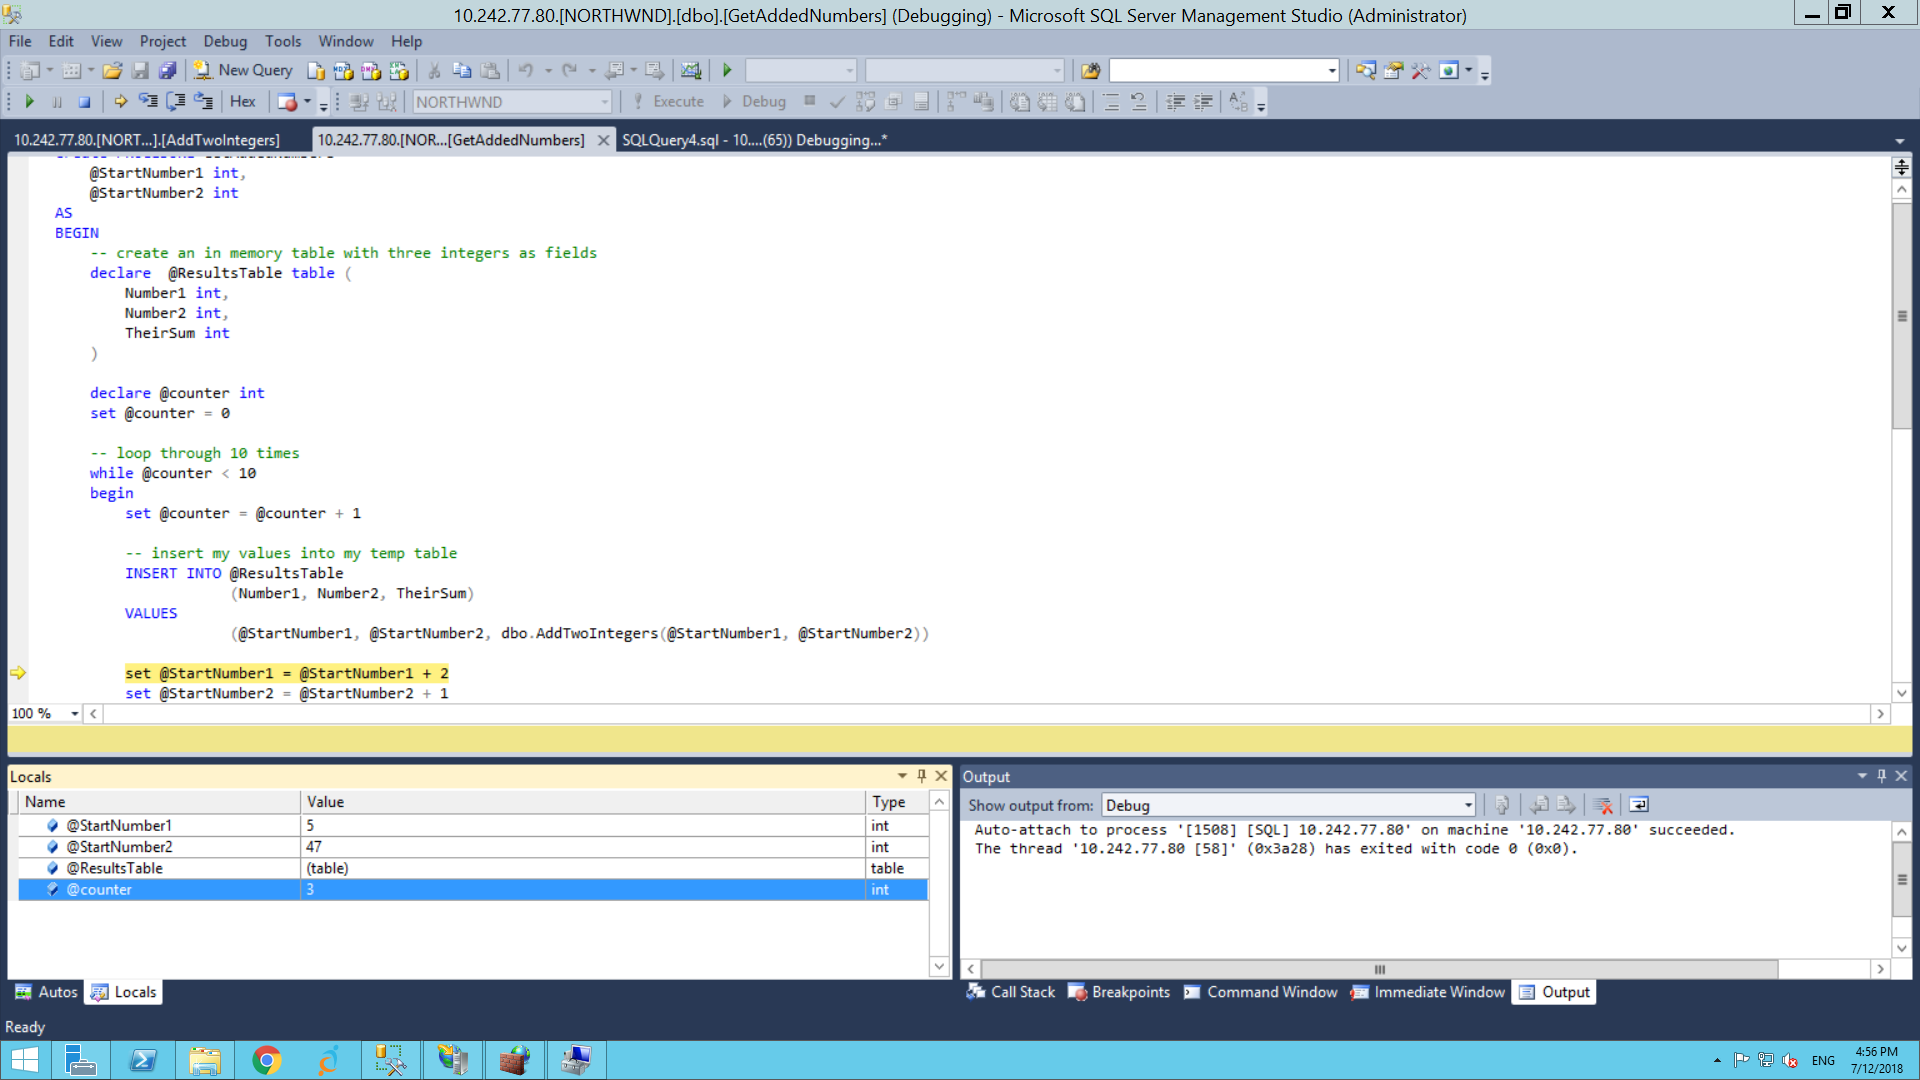 10.242.77.80.[NORTHWND].[dbo].[GetAddedNumbers] (Debugging) - Microsoft SQL Server Management Studio (Administrator)
File Edit View Project Debug Tools Window Help
New Query
Hex NORTHWND Execute Debug
10.242.77.80.[NORT...].[AddTwoIntegers] 10.242.77.80.[NOR...[GetAddedNumbers] SQLQuery4.sql - 10....(65)) Debugging...*
@StartNumber1 int,
@StartNumber2 int
AS
BEGIN
-- create an in memory table with three integers as fields
declare  @ResultsTable table (
Number1 int,
Number2 int,
TheirSum int
)
declare @counter int
set @counter = 0
-- loop through 10 times
while @counter < 10
begin
set @counter = @counter + 1
-- insert my values into my temp table
INSERT INTO @ResultsTable
(Number1, Number2, TheirSum)
VALUES
(@StartNumber1, @StartNumber2, dbo.AddTwoIntegers(@StartNumber1, @StartNumber2))
set @StartNumber1 = @StartNumber1 + 2
set @StartNumber2 = @StartNumber2 + 1
100 %
Locals
Name Value Type
@StartNumber1 5 int
@StartNumber2 47 int
@ResultsTable (table) table
@counter 3 int
Autos Locals
Output
Show output from: Debug
Auto-attach to process '[1508] [SQL] 10.242.77.80' on machine '10.242.77.80' succeeded.
The thread '10.242.77.80 [58]' (0x3a28) has exited with code 0 (0x0).
Call Stack Breakpoints Command Window Immediate Window Output
Ready
ENG
4:56 PM
7/12/2018